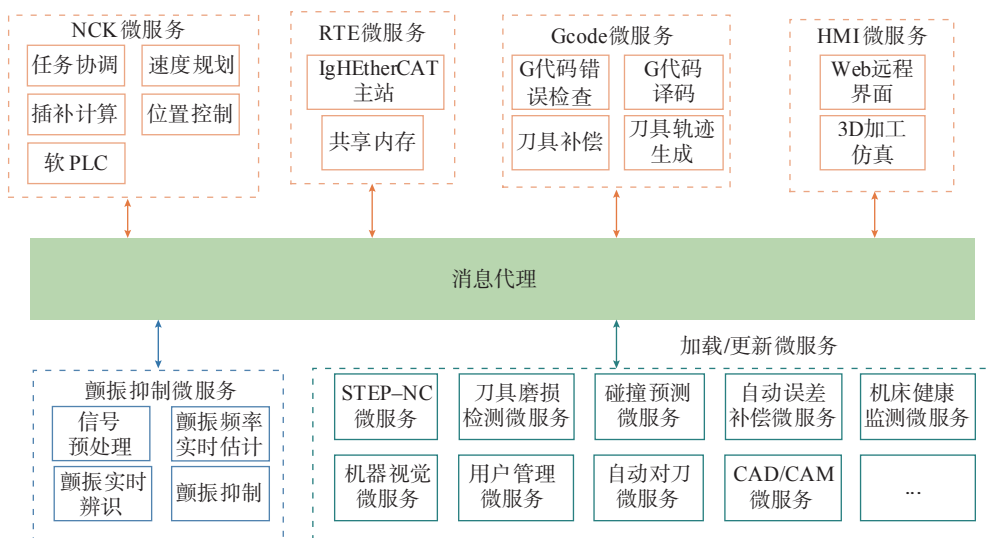 NCK微服务
任务协调
速度规划
插补计算
位置控制
软 PLC
RTE微服务
IgHEtherCAT
主站
共享内存
Gcode微服务
G代码错
误检查
G代码
译码
刀具补偿
刀具轨迹
生成
HMI微服务
Web远程
界面
3D加工
仿真
消息代理
颤振抑制微服务
信号
预处理
颤振频率
实时估计
颤振实时
辨识
颤振抑制
加载/更新微服务
STEP–NC
微服务
刀具磨损
检测微服务
碰撞预测
微服务
自动误差
补偿微服务
机床健康
监测微服务
机器视觉
微服务
用户管理
微服务
自动对刀
微服务
CAD/CAM
微服务
...